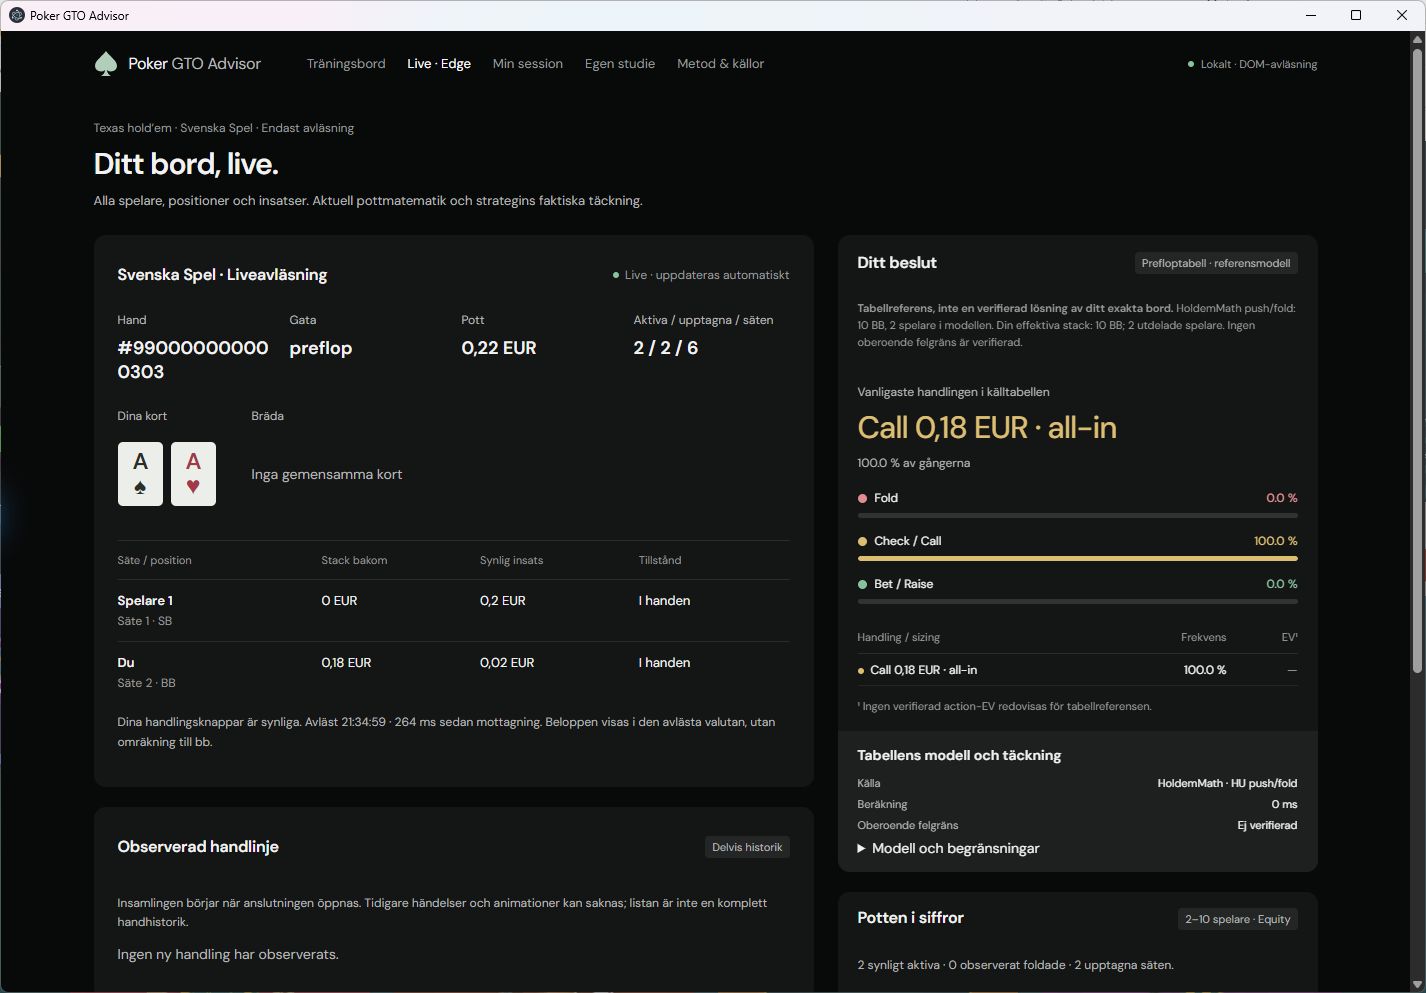 Poker GTO Advisor
Poker GTO Advisor
Träningsbord
Live · Edge
Min session
Egen studie
Metod & källor
Lokalt · DOM-avläsning
Texas hold'em · Svenska Spel · Endast avläsning
Ditt bord, live.
Alla spelare, positioner och insatser. Aktuell pottmatematik och strategins faktiska täckning.
Svenska Spel · Liveavläsning
Live · uppdateras automatiskt
Hand
Gata
Pott
Aktiva / upptagna / säten
#99000000000
0303
preflop
0,22 EUR
2 / 2 / 6
Dina kort
Bräda
A
♠
A
♥
Inga gemensamma kort
Säte / position
Stack bakom
Synlig insats
Tillstånd
Spelare 1
0 EUR
0,2 EUR
I handen
Säte 1 · SB
Du
0,18 EUR
0,02 EUR
I handen
Säte 2 · BB
Dina handlingsknappar är synliga. Avläst 21:34:59 · 264 ms sedan mottagning. Beloppen visas i den avlästa valutan, utan
omräkning till bb.
Observerad handlinje
Delvis historik
Insamlingen börjar när anslutningen öppnas. Tidigare händelser och animationer kan saknas; listan är inte en komplett
handhistorik.
Ingen ny handling har observerats.
Ditt beslut
Prefloptabell · referensmodell
Tabellreferens, inte en verifierad lösning av ditt exakta bord. HoldemMath push/fold:
10 BB, 2 spelare i modellen. Din effektiva stack: 10 BB; 2 utdelade spelare. Ingen
oberoende felgräns är verifierad.
Vanligaste handlingen i källtabellen
Call 0,18 EUR · all-in
100.0 % av gångerna
Fold
0.0 %
Check / Call
100.0 %
Bet / Raise
0.0 %
Handling / sizing
Frekvens
EV¹
Call 0,18 EUR · all-in
100.0 %
—
¹ Ingen verifierad action-EV redovisas för tabellreferensen.
Tabellens modell och täckning
Källa
HoldemMath · HU push/fold
Beräkning
0 ms
Oberoende felgräns
Ej verifierad
Modell och begränsningar
Potten i siffror
2–10 spelare · Equity
2 synligt aktiva · 0 observerat foldade · 2 upptagna säten.